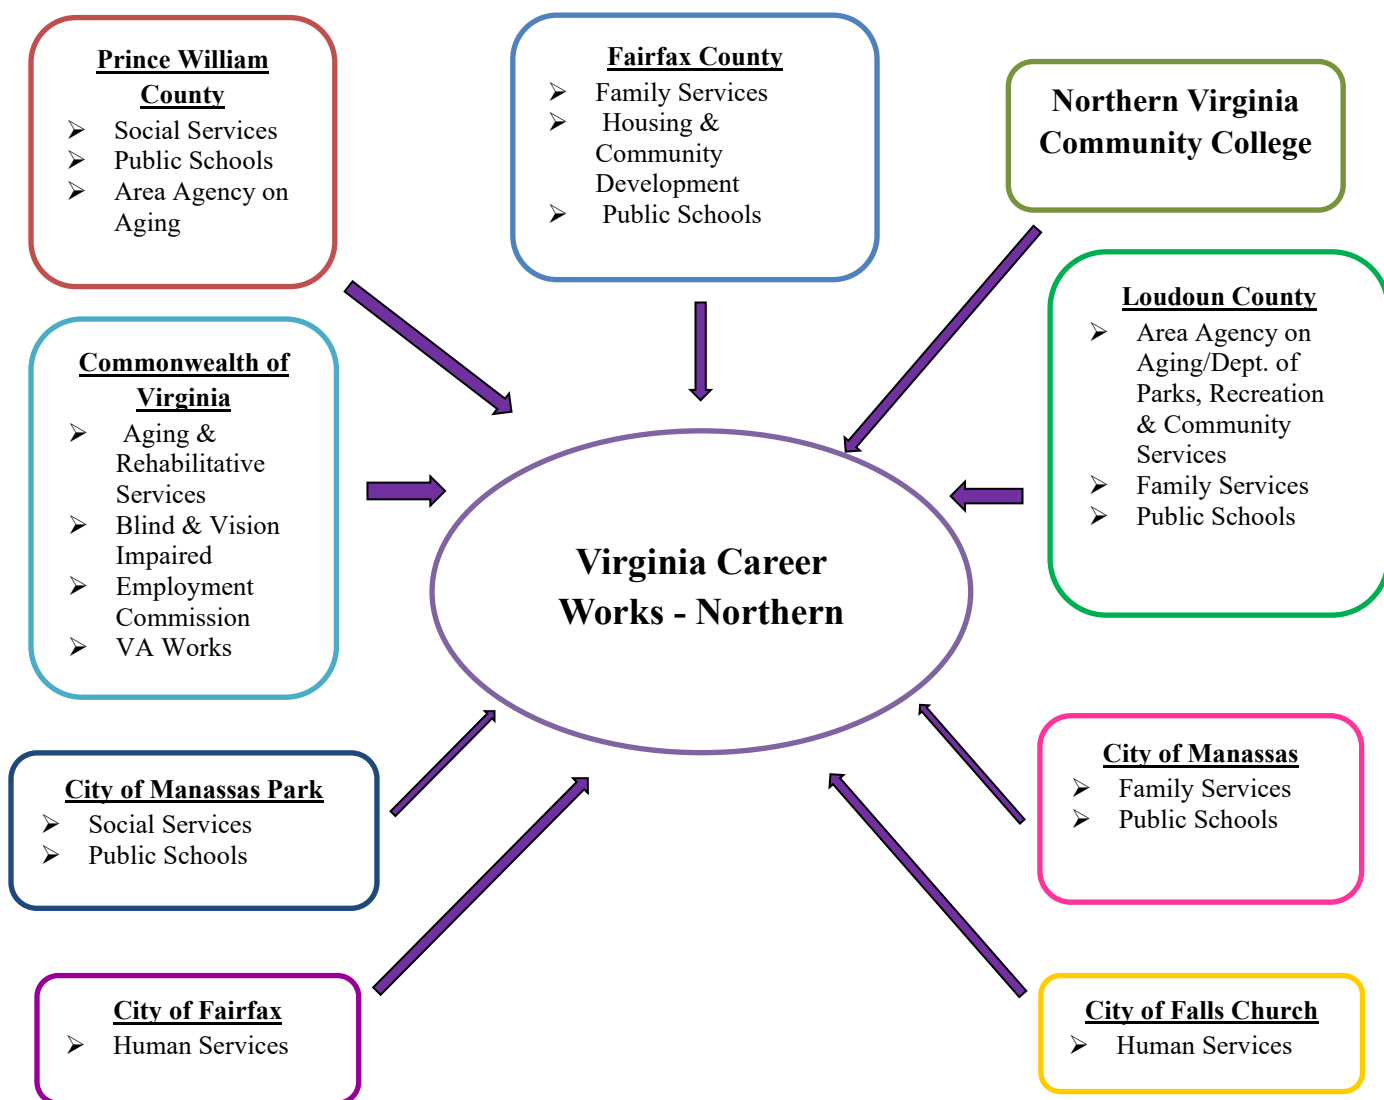 Prince William
County
➢ Social Services
➢ Public Schools
➢ Area Agency on
Aging
Fairfax County
➢ Family Services
➢ Housing &
Community
Development
➢ Public Schools
Northern Virginia
Community College
Commonwealth of
Virginia
➢ Aging &
Rehabilitative
Services
➢ Blind & Vision
Impaired
➢ Employment
Commission
➢ VA Works
Loudoun County
➢ Area Agency on
Aging/Dept. of
Parks, Recreation
& Community
Services
➢ Family Services
➢ Public Schools
Virginia Career
Works - Northern
City of Manassas Park
➢ Social Services
➢ Public Schools
City of Manassas
➢ Family Services
➢ Public Schools
City of Fairfax
➢ Human Services
City of Falls Church
➢ Human Services